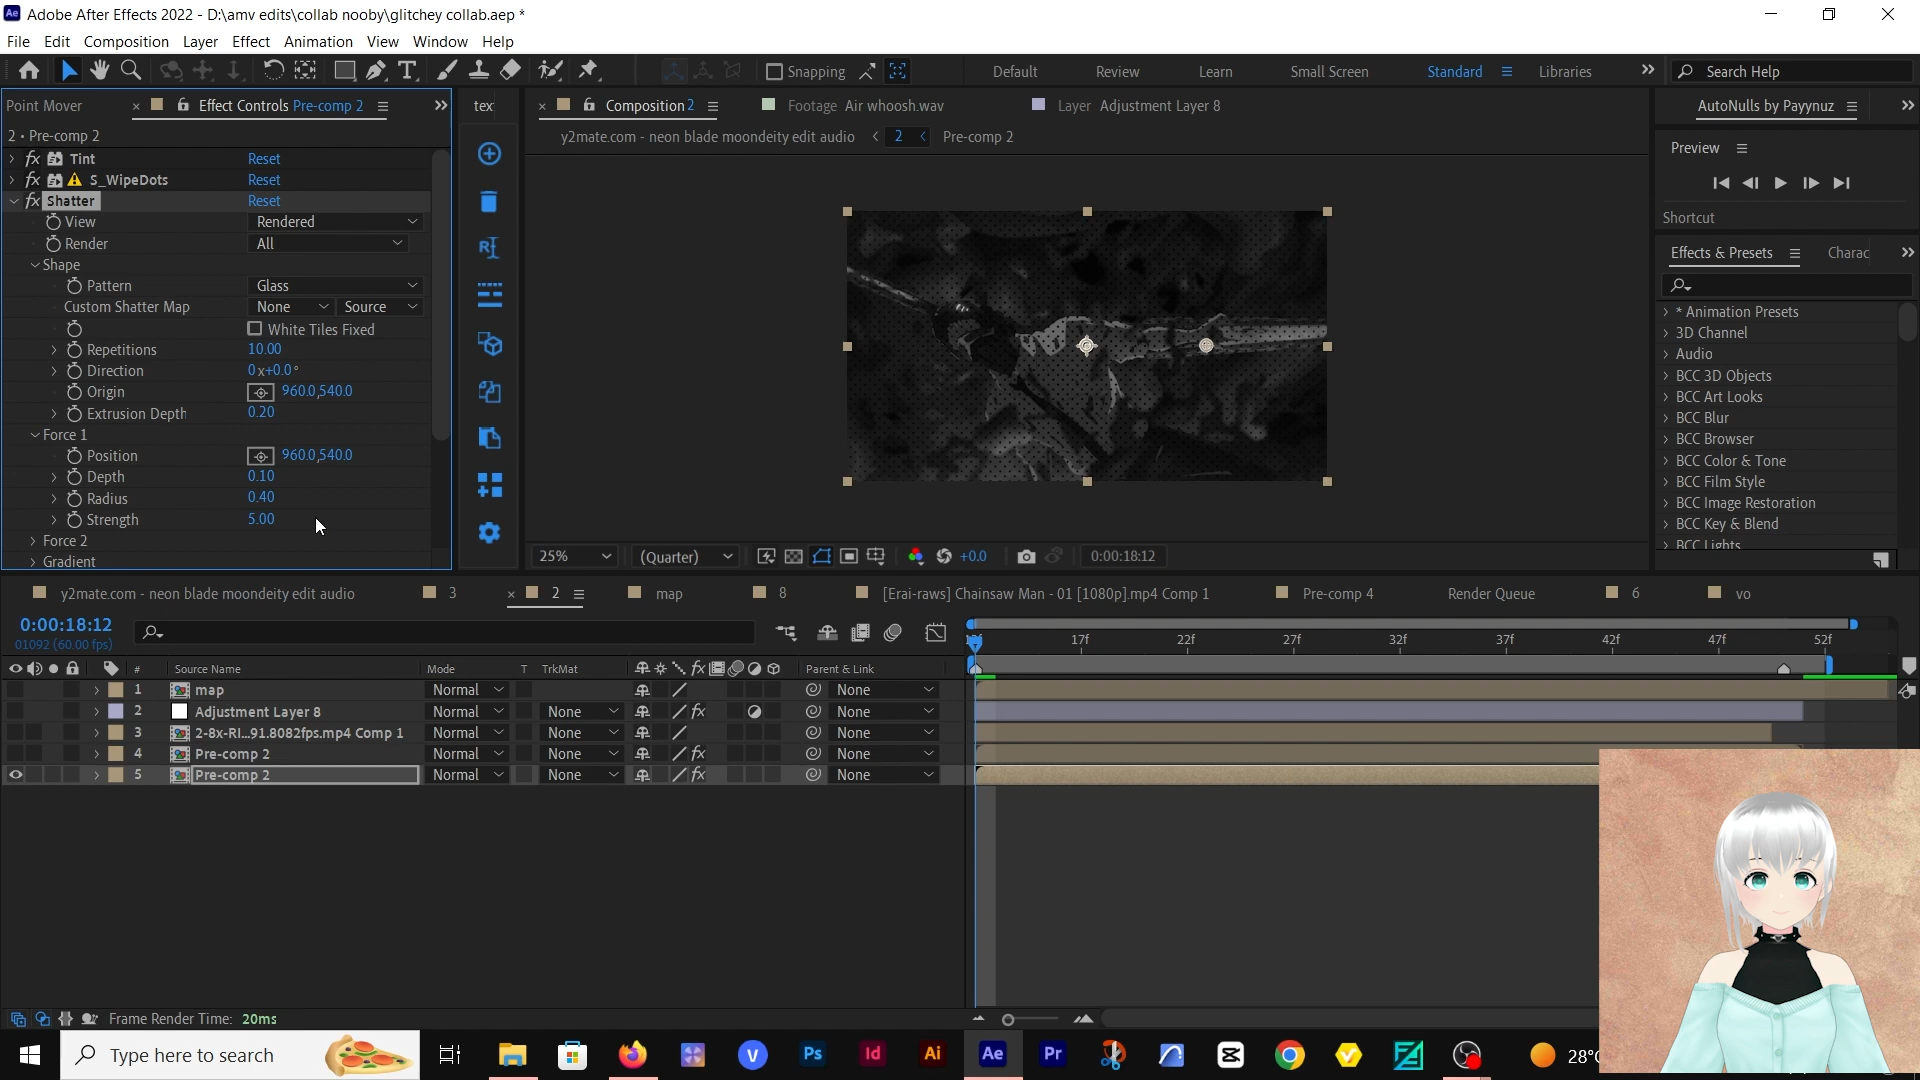 Adobe After Effects 2022 - D:\amv edits\collab nooby\glitchey collab.aep *
File Edit Composition Layer Effect Animation View Window Help
Snapping Default Review Learn Small Screen Standard Libraries Search Help
Point Mover Effect Controls Pre-comp 2 tex Composition 2 Footage Air whoosh.wav Layer Adjustment Layer 8 AutoNulls by Payynuz
2 • Pre-comp 2 y2mate.com - neon blade moondeity edit audio 2 Pre-comp 2
Preview
Shortcut
Effects & Presets Charac
* Animation Presets
3D Channel
Audio
BCC 3D Objects
BCC Art Looks
BCC Blur
BCC Browser
BCC Color & Tone
BCC Film Style
BCC Image Restoration
BCC Key & Blend
BCC Lights
Tint Reset
S_WipeDots Reset
Shatter Reset
View Rendered
Render All
Shape
Pattern Glass
Custom Shatter Map None Source
White Tiles Fixed
Repetitions 10.00
Direction 0x+0.0°
Origin 960.0,540.0
Extrusion Depth 0.20
Force 1
Position 960.0,540.0
Depth 0.10
Radius 0.40
Strength 5.00
Force 2
Gradient
25% (Quarter) +0.0 0:00:18:12
y2mate.com - neon blade moondeity edit audio 3 2 map 8 [Erai-raws] Chainsaw Man - 01 [1080p].mp4 Comp 1 Pre-comp 4 Render Queue 6 vo
0:00:18:12
01092 (60.00 fps)
17f 22f 27f 32f 37f 42f 47f 52f
# Source Name Mode T TrkMat Parent & Link
1 map Normal None
2 Adjustment Layer 8 Normal None None
3 2-8x-RI...91.8082fps.mp4 Comp 1 Normal None None
4 Pre-comp 2 Normal None None
5 Pre-comp 2 Normal None None
Frame Render Time: 20ms
Type here to search V Ps Id Ai Ae Pr 28°